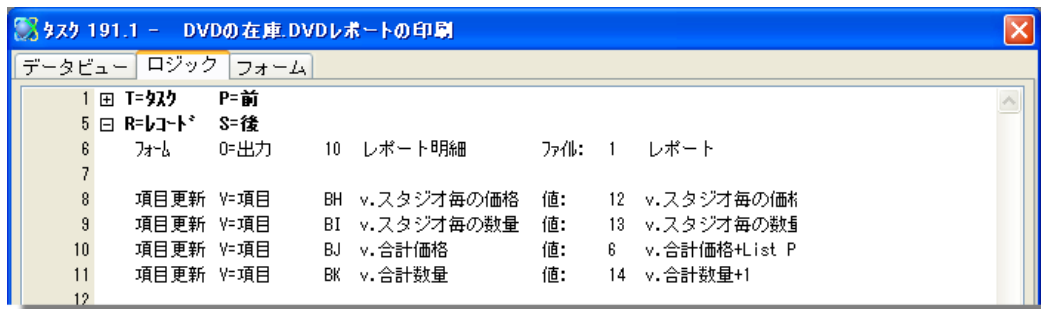 タスク 191.1 - DVDの在庫.DVDレポートの印刷
データビュー ロジック フォーム
1 T=タスク P=前
5 R=レコード S=後
6 フォーム O=出力 10 レポート明細 ファイル: 1 レポート
7
8 項目更新 V=項目 BH v.スタジオ毎の価格 値: 12 v.スタジオ毎の価格
9 項目更新 V=項目 BI v.スタジオ毎の数量 値: 13 v.スタジオ毎の数量
10 項目更新 V=項目 BJ v.合計価格 値: 6 v.合計価格+List P
11 項目更新 V=項目 BK v.合計数量 値: 14 v.合計数量+1
12